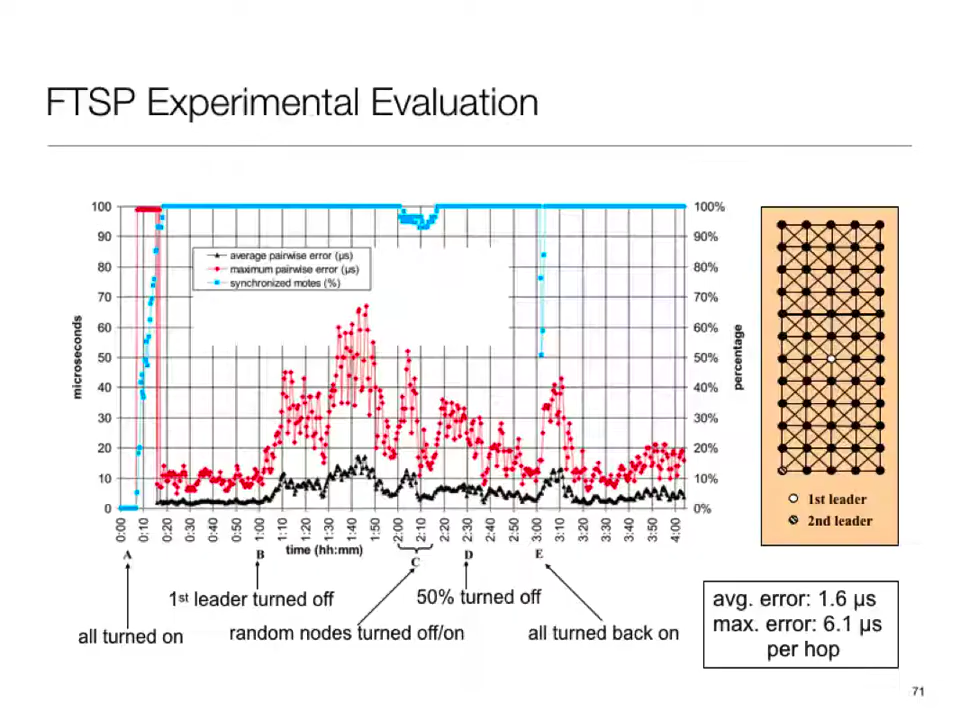 FTSP Experimental Evaluation
100
90
80
70
60
50
40
30
20
10
0
microseconds
average pairwise error (µs)
maximum pairwise error (µs)
synchronized motes (%)
100%
90%
80%
70%
60%
50%
40%
30%
20%
10%
0%
percentage
0:00
0:10
0:20
0:30
0:40
0:50
1:00
1:10
1:20
1:30
1:40
1:50
2:00
2:10
2:20
2:30
2:40
2:50
3:00
3:10
3:20
3:30
3:40
3:50
4:00
time (hh:mm)
A
B
C
D
E
1st leader
2nd leader
1st leader turned off
50% turned off
all turned on
random nodes turned off/on
all turned back on
avg. error: 1.6 µs
max. error: 6.1 µs
per hop
71